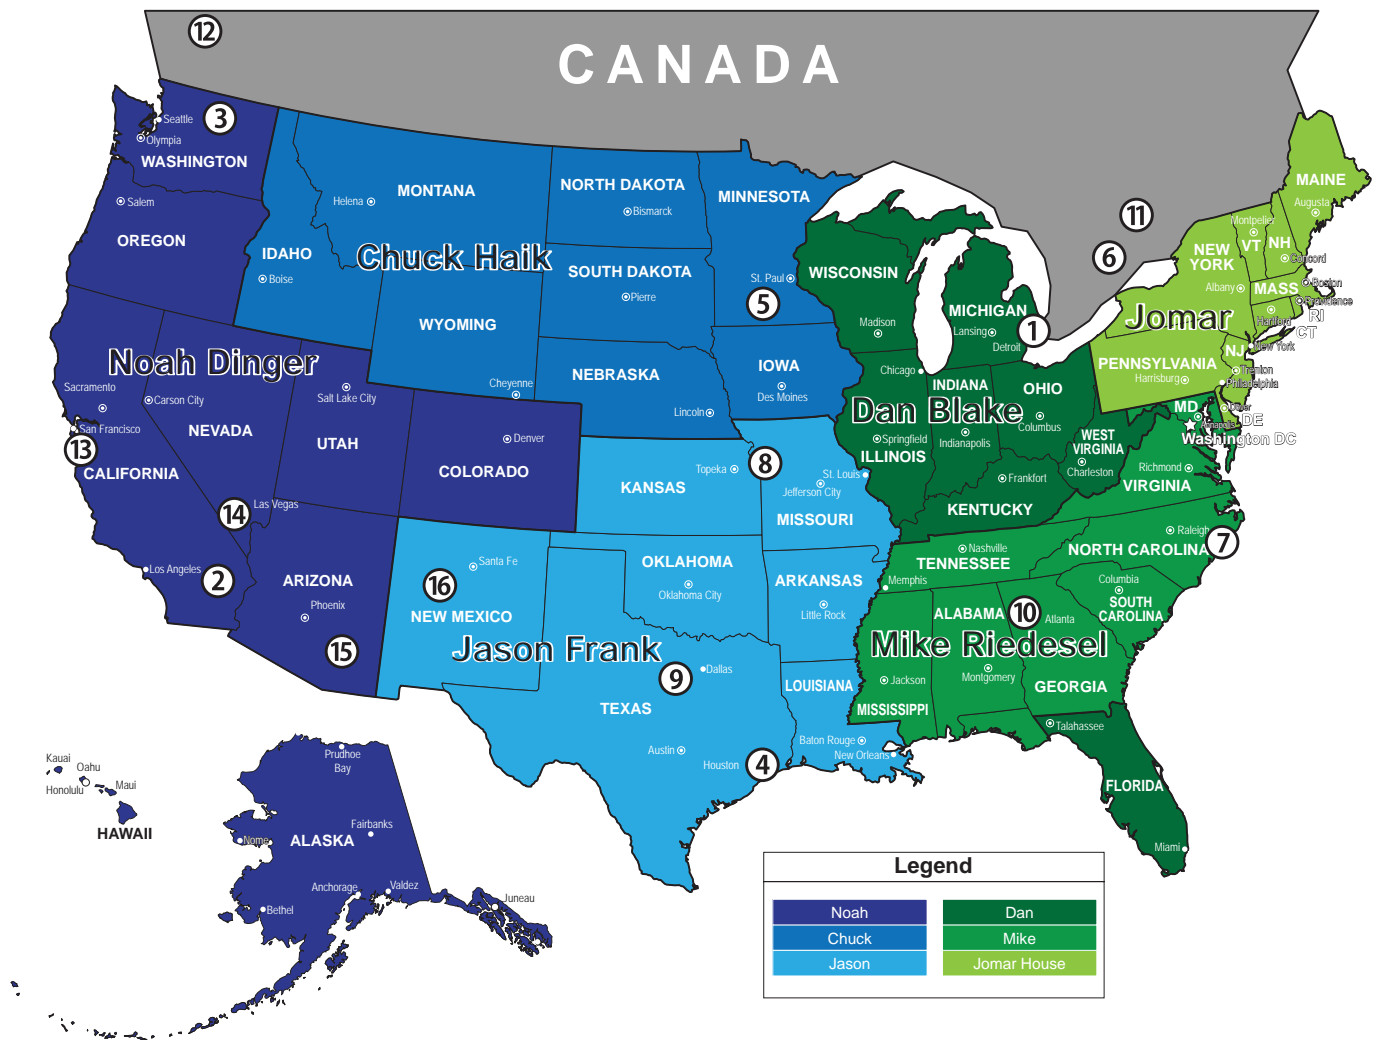 12
CANADA
3
Seattle
Olympia
WASHINGTON
Salem
OREGON
MONTANA
Helena
IDAHO
Boise
Chuck Haik
NORTH DAKOTA
Bismarck
SOUTH DAKOTA
Pierre
WYOMING
Cheyenne
NEBRASKA
Lincoln
MINNESOTA
St. Paul
5
IOWA
Des Moines
WISCONSIN
Madison
MICHIGAN
Lansing
Detroit
1
11
6
MAINE
Augusta
Montpelier
VT
NH
Concord
NEW
YORK
Albany
MASS
Boston
Providence
RI
Hartford
CT
New York
Jomar
PENNSYLVANIA
Harrisburg
NJ
Trenton
Philadelphia
Dover
DE
MD
Annapolis
Washington DC
Noah Dinger
Sacramento
Carson City
Salt Lake City
San Francisco
13
NEVADA
UTAH
CALIFORNIA
Denver
COLORADO
14
Las Vegas
Los Angeles
2
ARIZONA
Phoenix
15
Chicago
INDIANA
OHIO
Dan Blake
Columbus
Springfield
Indianapolis
ILLINOIS
WEST
VIRGINIA
Charleston
Frankfort
KENTUCKY
Richmond
VIRGINIA
Topeka
8
KANSAS
St. Louis
Jefferson City
MISSOURI
Santa Fe
16
NEW MEXICO
OKLAHOMA
Oklahoma City
ARKANSAS
Little Rock
Jason Frank
9
Dallas
TEXAS
Austin
Houston
4
LOUISIANA
Baton Rouge
New Orleans
Raleigh
7
NORTH CAROLINA
Nashville
TENNESSEE
Memphis
Columbia
SOUTH
CAROLINA
ALABAMA
10
Atlanta
Mike Riedesel
Jackson
Montgomery
GEORGIA
MISSISSIPPI
Talahassee
FLORIDA
Miami
Kauai
Oahu
Honolulu
Maui
HAWAII
Prudhoe
Bay
Fairbanks
Nome
ALASKA
Anchorage
Valdez
Bethel
Juneau
Legend
Noah
Dan
Chuck
Mike
Jason
Jomar House